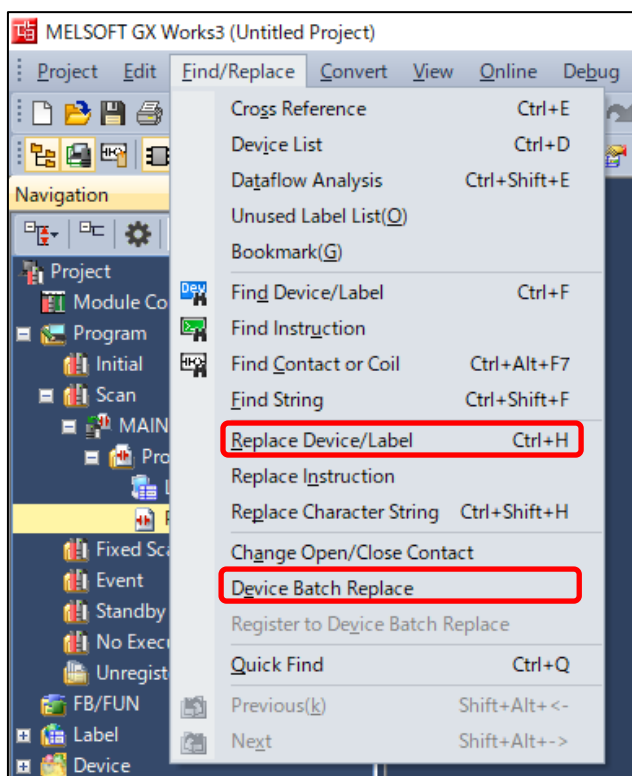 MELSOFT GX Works3 (Untitled Project)
Project Edit Find/Replace Convert View Online Debug
Cross Reference Ctrl+E
Device List Ctrl+D
Dataflow Analysis Ctrl+Shift+E
Navigation
Unused Label List(O)
Bookmark(G)
Project
Dev Find Device/Label Ctrl+F
Module Co
Find Instruction
Program
Initial
Find Contact or Coil Ctrl+Alt+F7
Scan
Find String Ctrl+Shift+F
MAIN
Replace Device/Label Ctrl+H
Pro
Replace Instruction
L
Replace Character String Ctrl+Shift+H
Fixed Sca
Change Open/Close Contact
Event
Device Batch Replace
Standby
Register to Device Batch Replace
No Execu
Quick Find Ctrl+Q
Unregist
FB/FUN
Previous(k) Shift+Alt+<-
Label
Next Shift+Alt+->
Device